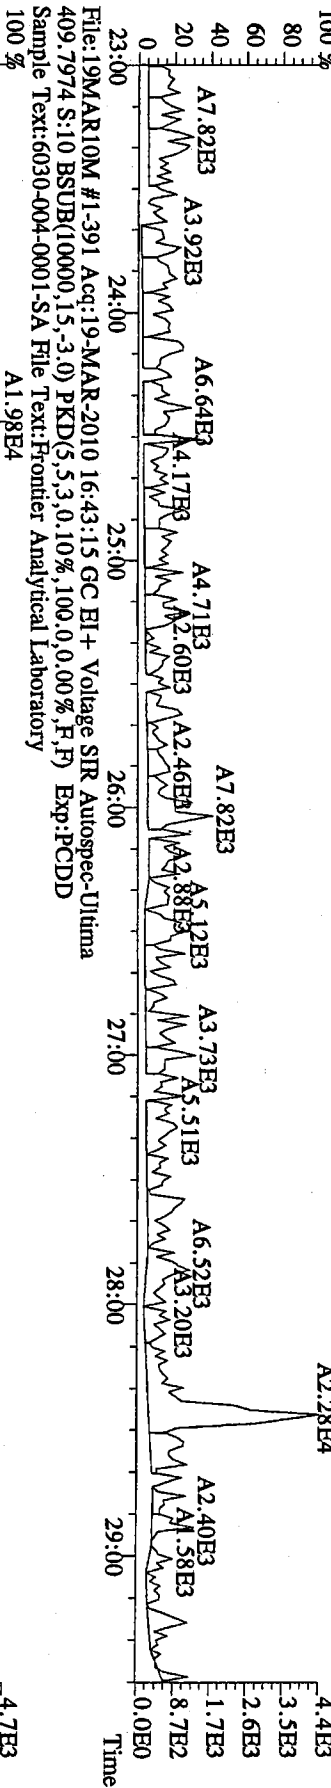 100 %
A2.28E4
4.4E3
80
3.5E3
60
2.6E3
40
1.7E3
20
8.7E2
0
0.0E0
A7.82E3
A3.92E3
A6.64E3
A4.17E3
A4.71E3
A2.60E3
A2.46E3
A7.82E3
A2.88E3
A5.12E3
A3.73E3
A5.51E3
A6.52E3
A3.20E3
A2.40E3
A1.58E3
23:00 24:00 25:00 26:00 27:00 28:00 29:00 Time
File:19MAR10M #1-391 Acq:19-MAR-2010 16:43:15 GC EI+ Voltage SIR Autospec-Ultima
409.7974 S:10 BSUB(10000,15,-3.0) PKD(5,5,3,0.10%,100.0,0.00%,F,F) Exp:PCDD
Sample Text:6030-004-0001-SA File Text:Frontier Analytical Laboratory
100 %
A1.98E4
4.7E3